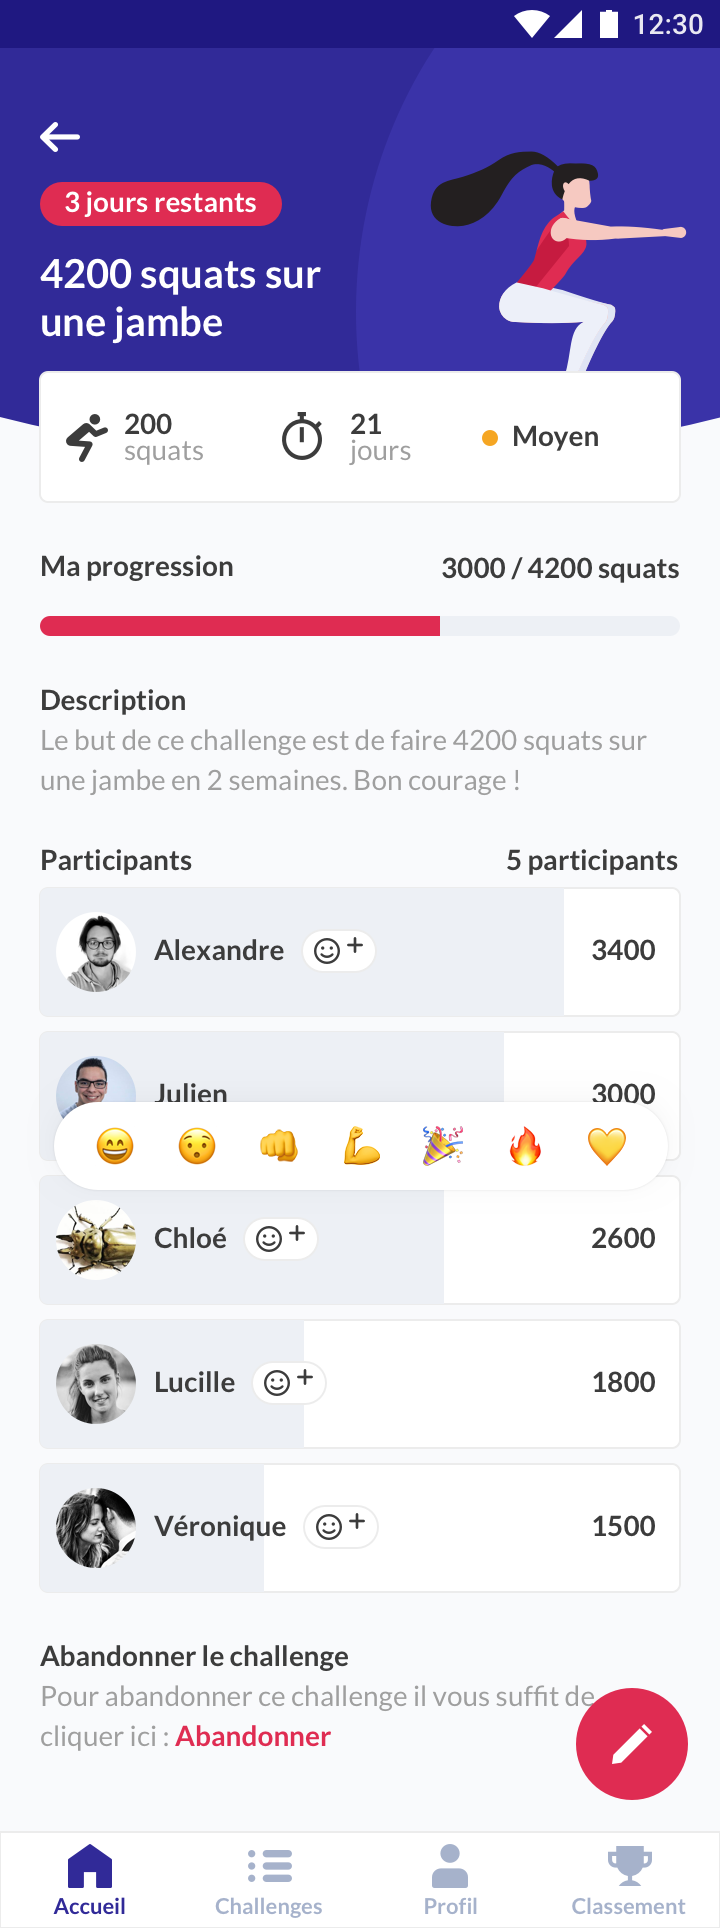 12:30
3 jours restants
4200 squats sur
une jambe
200
squats
21
jours
Moyen
Ma progression
3000 / 4200 squats
Description
Le but de ce challenge est de faire 4200 squats sur
une jambe en 2 semaines. Bon courage !
Participants
5 participants
Alexandre
3400
Julien
3000
Chloé
2600
Lucille
1800
Véronique
1500
Abandonner le challenge
Pour abandonner ce challenge il vous suffit de
cliquer ici : Abandonner
Accueil
Challenges
Profil
Classement